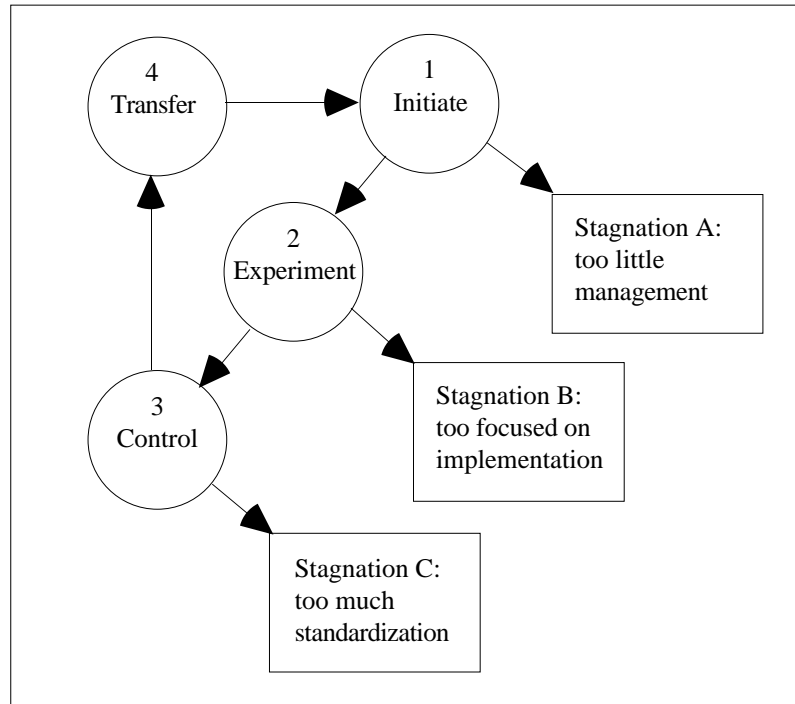 4
Transfer
1
Initiate
2
Experiment
Stagnation A:
too little
management
3
Control
Stagnation B:
too focused on
implementation
Stagnation C:
too much
standardization